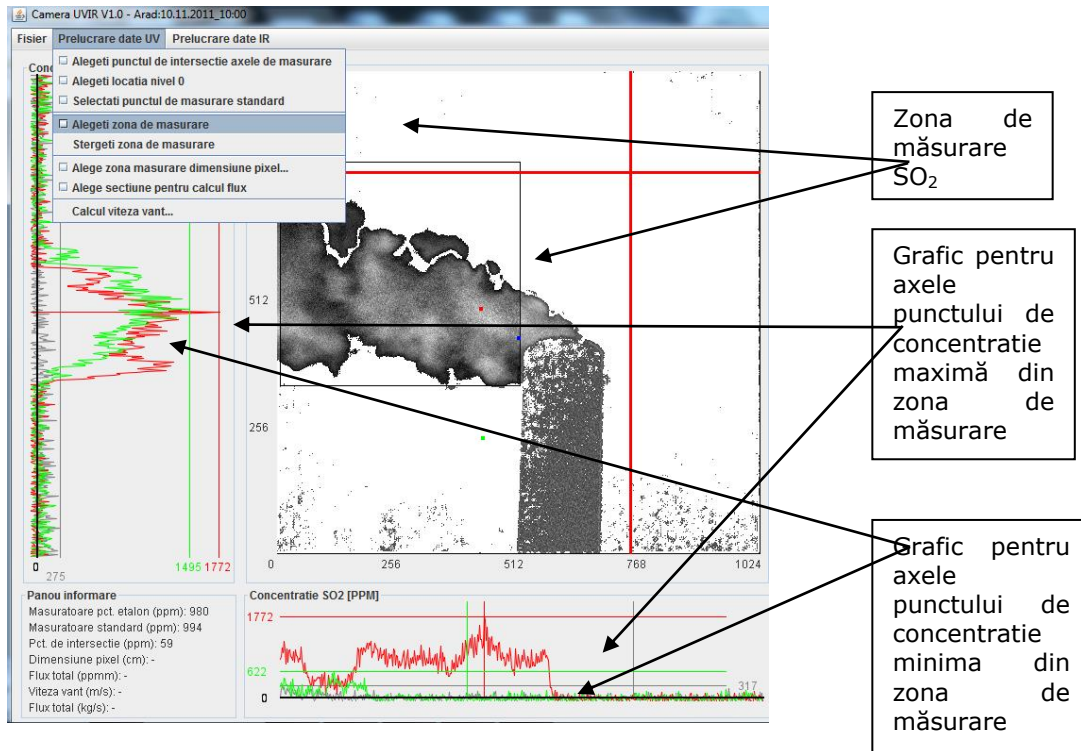 Camera UVIR V1.0 - Arad:10.11.2011_10:00
Fisier Prelucrare date UV Prelucrare date IR
Alegeti punctul de intersectie axele de masurare
Alegeti locatia nivel 0
Selectati punctul de masurare standard
Alegeti zona de masurare
Stergeti zona de masurare
Alege zona masurare dimensiune pixel...
Alege sectiune pentru calcul flux
Calcul viteza vant...
512
256
0
275
1495 1772
0 256 512 768 1024
Panou informare
Masuratoare pct. etalon (ppm): 980
Masuratoare standard (ppm): 994
Pct. de intersectie (ppm): 59
Dimensiune pixel (cm): -
Flux total (ppmm): -
Viteza vant (m/s): -
Flux total (kg/s): -
Concentratie SO2 [PPM]
1772
622
0
317
Zona de
măsurare
SO₂
Grafic pentru
axele
punctului de
concentratie
maximă din
zona de
măsurare
Grafic pentru
axele
punctului de
concentratie
minima din
zona de
măsurare